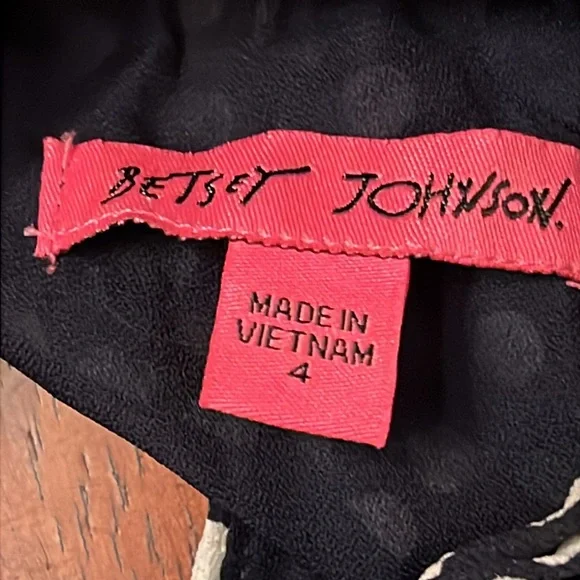 BETSEY JOHNSON.
MADE IN
VIETNAM
4